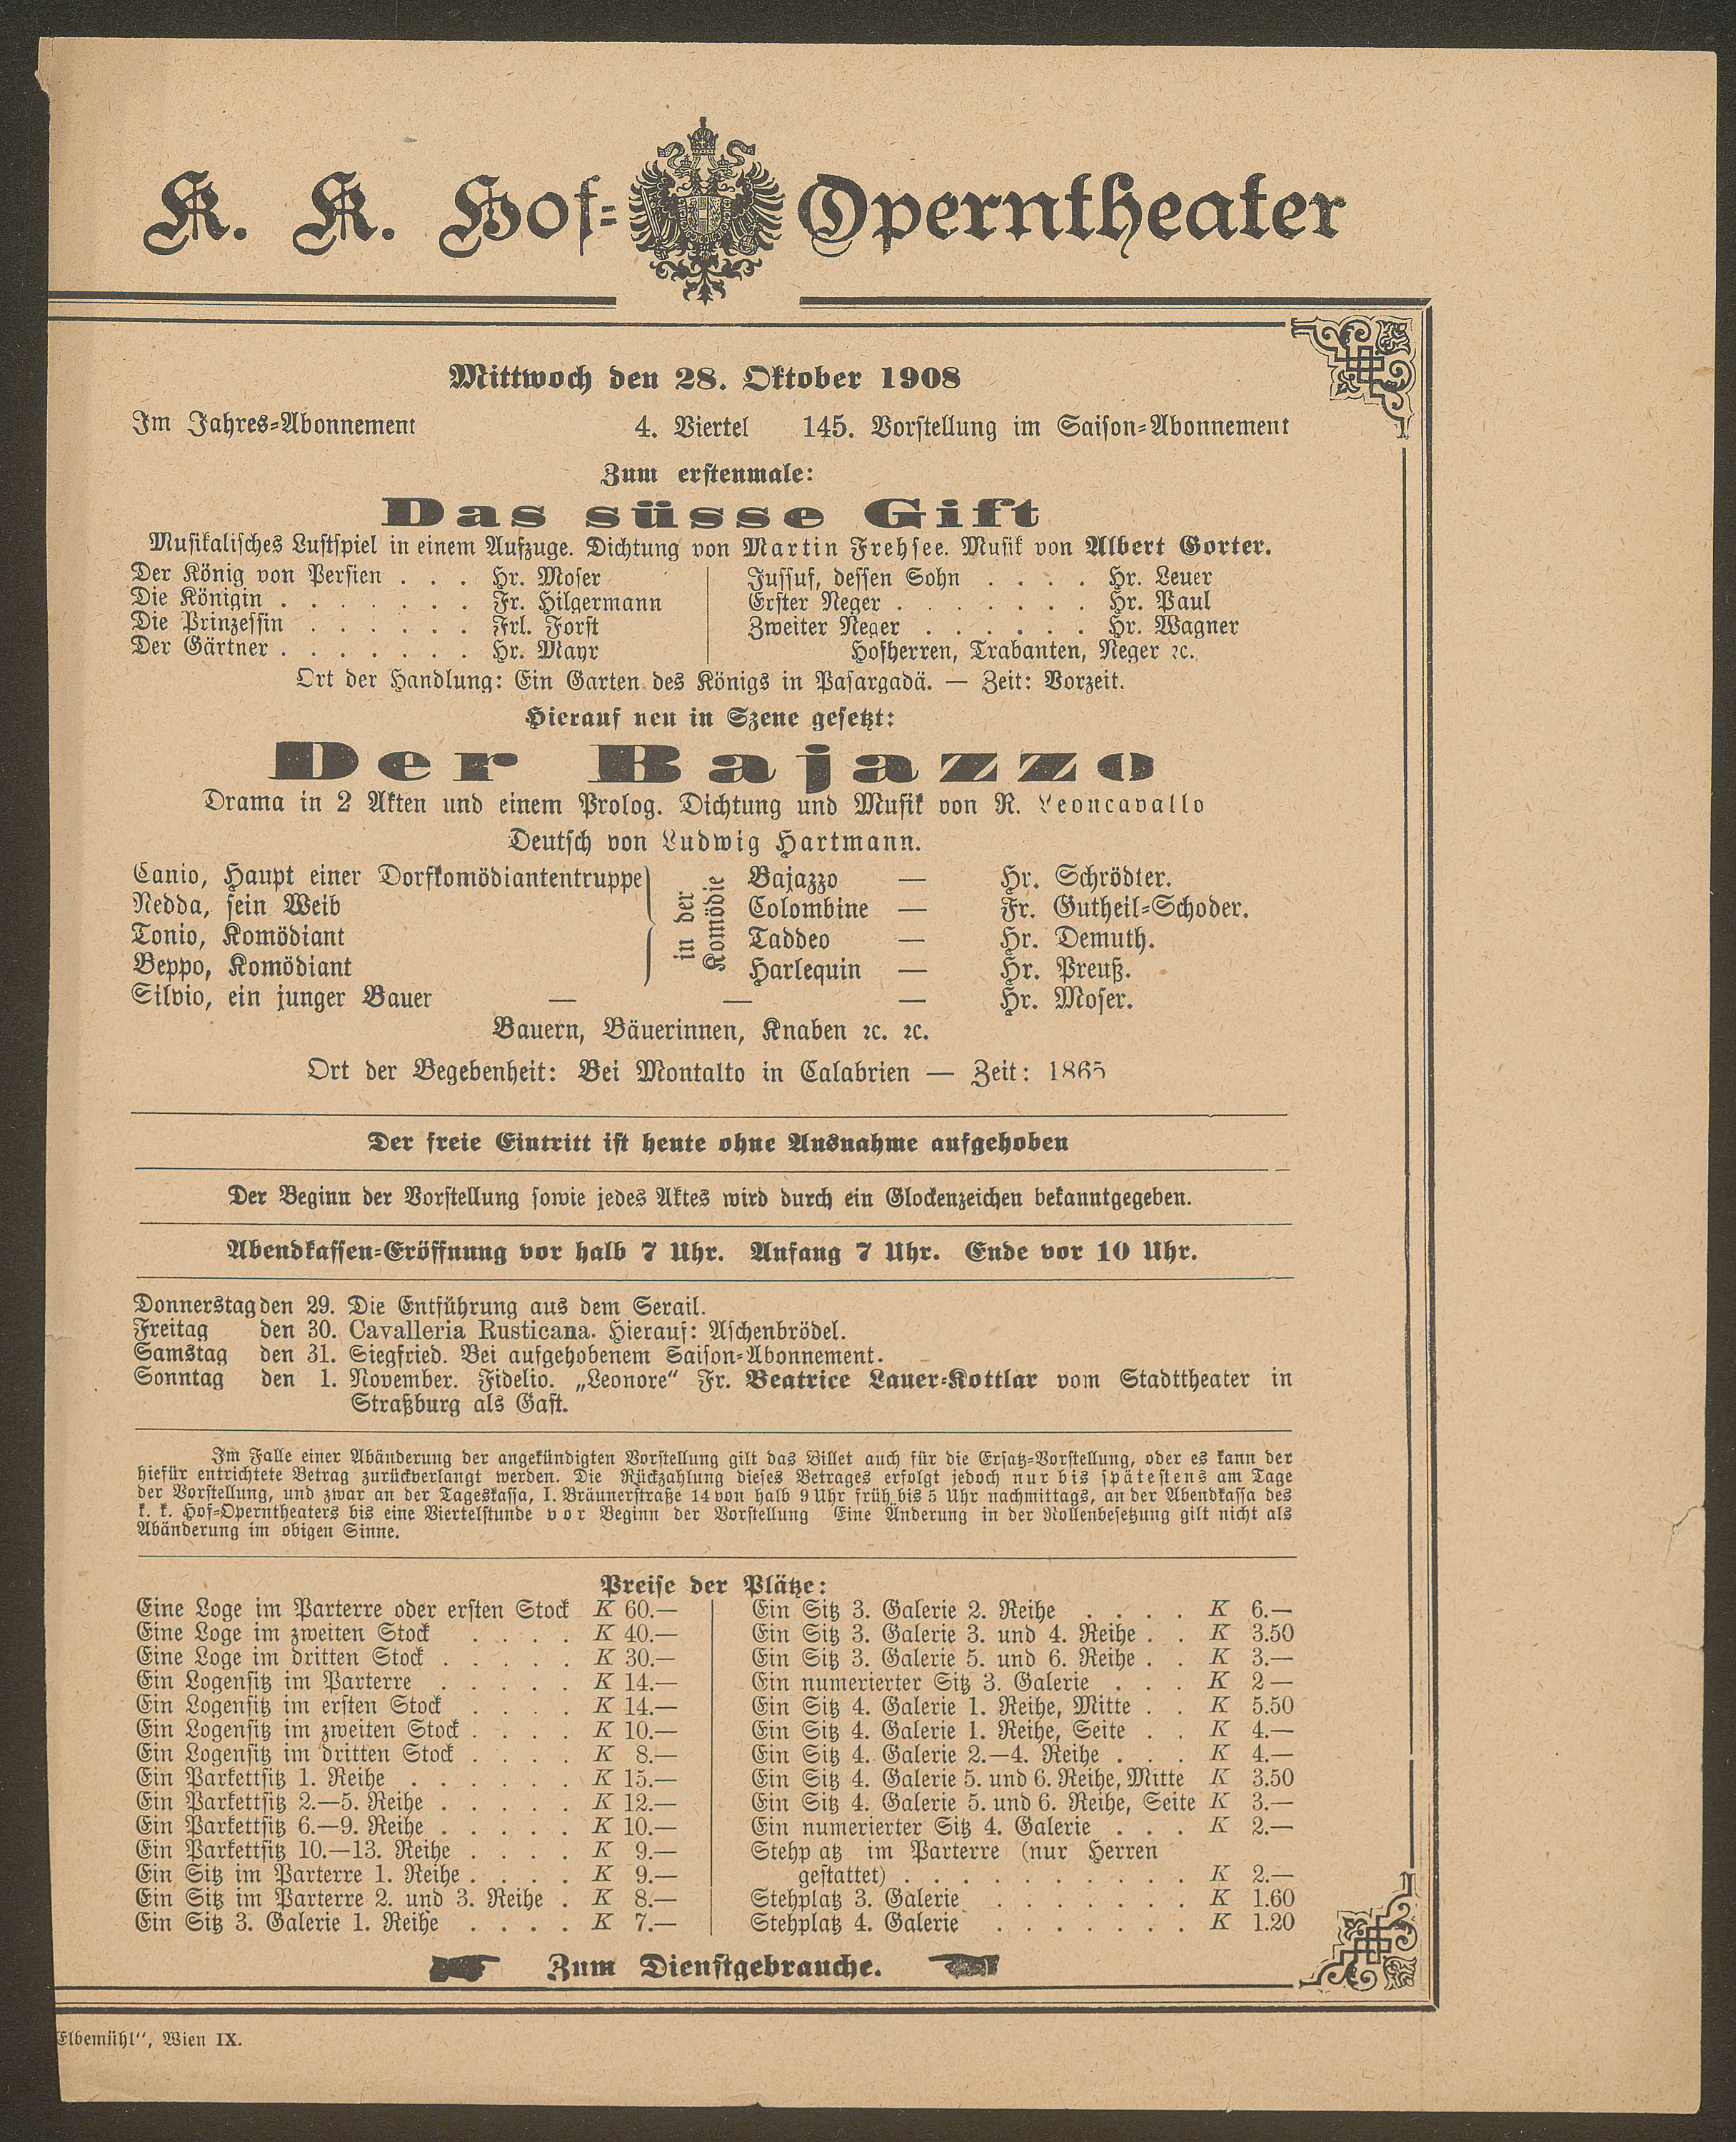 K. K. Hof-Operntheater
Mittwoch den 28. Oktober 1908
Im Jahres-Abonnement 4. Viertel 145. Vorstellung im Saison-Abonnement
Zum erstenmale:
Das süsse Gift
Musikalisches Lustspiel in einem Aufzuge. Dichtung von Martin Frehsee. Musik von Albert Gorter.
Der König von Persien . . . Hr. Moser
Die Königin . . . . . . . Fr. Hilgermann
Die Prinzessin . . . . . . Frl. Forst
Der Gärtner . . . . . . . Hr. Mayr
Jussuf, dessen Sohn . . . . Hr. Leuer
Erster Neger . . . . . . . Hr. Paul
Zweiter Neger . . . . . . Hr. Wagner
Hofherren, Trabanten, Neger ꝛc.
Ort der Handlung: Ein Garten des Königs in Pasargadä. — Zeit: Vorzeit.
Hierauf neu in Szene gesetzt:
Der Bajazzo
Drama in 2 Akten und einem Prolog. Dichtung und Musik von R. Leoncavallo
Deutsch von Ludwig Hartmann.
Canio, Haupt einer Dorfkomödiantentruppe in der Komödie Bajazzo — Hr. Schrödter.
Nedda, sein Weib Colombine — Fr. Gutheil-Schoder.
Tonio, Komödiant Taddeo — Hr. Demuth.
Beppo, Komödiant Harlequin — Hr. Preuß.
Silvio, ein junger Bauer — — — Hr. Moser.
Bauern, Bäuerinnen, Knaben ꝛc. ꝛc.
Ort der Begebenheit: Bei Montalto in Calabrien — Zeit: 1865
Der freie Eintritt ist heute ohne Ausnahme aufgehoben
Der Beginn der Vorstellung sowie jedes Aktes wird durch ein Glockenzeichen bekanntgegeben.
Abendkassen-Eröffnung vor halb 7 Uhr. Anfang 7 Uhr. Ende vor 10 Uhr.
Donnerstag den 29. Die Entführung aus dem Serail.
Freitag den 30. Cavalleria Rusticana. Hierauf: Aschenbrödel.
Samstag den 31. Siegfried. Bei aufgehobenem Saison-Abonnement.
Sonntag den 1. November. Fidelio. „Leonore“ Fr. Beatrice Lauer-Kottlar vom Stadttheater in
Straßburg als Gast.
Im Falle einer Abänderung der angekündigten Vorstellung gilt das Billet auch für die Ersatz-Vorstellung, oder es kann der
hiefür entrichtete Betrag zurückverlangt werden. Die Rückzahlung dieses Betrages erfolgt jedoch nur bis spätestens am Tage
der Vorstellung, und zwar an der Tageskassa, I. Bräunerstraße 14 von halb 9 Uhr früh bis 5 Uhr nachmittags, an der Abendkassa des
k. k. Hof-Operntheaters bis eine Viertelstunde vor Beginn der Vorstellung Eine Änderung in der Rollenbesetzung gilt nicht als
Abänderung im obigen Sinne.
Preise der Plätze:
Eine Loge im Parterre oder ersten Stock K 60.—
Eine Loge im zweiten Stock . . . . K 40.—
Eine Loge im dritten Stock . . . . . K 30.—
Ein Logensitz im Parterre . . . . . K 14.—
Ein Logensitz im ersten Stock . . . . K 14.—
Ein Logensitz im zweiten Stock . . . . K 10.—
Ein Logensitz im dritten Stock . . . . K 8.—
Ein Parkettsitz 1. Reihe . . . . . . K 15.—
Ein Parkettsitz 2.—5. Reihe . . . . . K 12.—
Ein Parkettsitz 6.—9. Reihe . . . . . K 10.—
Ein Parkettsitz 10.—13. Reihe . . . . K 9.—
Ein Sitz im Parterre 1. Reihe . . . . K 9.—
Ein Sitz im Parterre 2. und 3. Reihe . K 8.—
Ein Sitz 3. Galerie 1. Reihe . . . . K 7.—
Ein Sitz 3. Galerie 2. Reihe . . . . K 6.—
Ein Sitz 3. Galerie 3. und 4. Reihe . . K 3.50
Ein Sitz 3. Galerie 5. und 6. Reihe . . K 3.—
Ein numerierter Sitz 3. Galerie . . . K 2 —
Ein Sitz 4. Galerie 1. Reihe, Mitte . . K 5.50
Ein Sitz 4. Galerie 1. Reihe, Seite . . K 4.—
Ein Sitz 4. Galerie 2.—4. Reihe . . . K 4.—
Ein Sitz 4. Galerie 5. und 6. Reihe, Mitte K 3.50
Ein Sitz 4. Galerie 5. und 6. Reihe, Seite K 3.—
Ein numerierter Sitz 4. Galerie . . . K 2.—
Stehp atz im Parterre (nur Herren
gestattet) . . . . . . . . . . K 2.—
Stehplatz 3. Galerie . . . . . . . K 1.60
Stehplatz 4. Galerie . . . . . . . K 1.20
Zum Dienstgebrauche.
Elbemühl“, Wien IX.